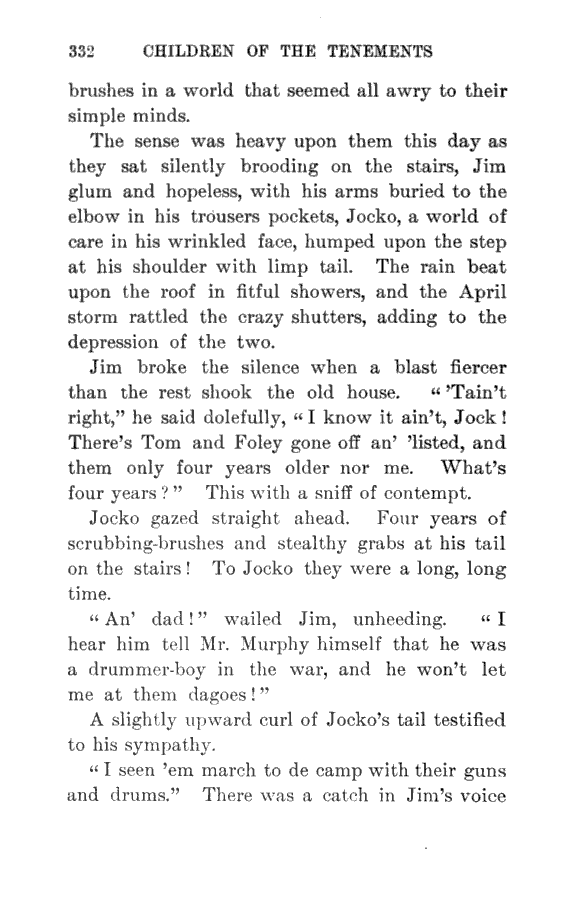 332 CHILDREN OF THE TENEMENTS
brushes in a world that seemed all awry to their
simple minds.
The sense was heavy upon them this day as
they sat silently brooding on the stairs, Jim
glum and hopeless, with his arms buried to the
elbow in his trousers pockets, Jocko, a world of
care in his wrinkled face, humped upon the step
at his shoulder with limp tail. The rain beat
upon the roof in fitful showers, and the April
storm rattled the crazy shutters, adding to the
depression of the two.
Jim broke the silence when a blast fiercer
than the rest shook the old house. “ ’Tain’t
right,” he said dolefully, “ I know it ain’t, Jock !
There’s Tom and Foley gone off an’ ’listed, and
them only four years older nor me. What’s
four years ? ” This with a sniff of contempt.
Jocko gazed straight ahead. Four years of
scrubbing-brushes and stealthy grabs at his tail
on the stairs ! To Jocko they were a long, long
time.
“ An’ dad ! ” wailed Jim, unheeding. “ I
hear him tell Mr. Murphy himself that he was
a drummer-boy in the war, and he won’t let
me at them dagoes ! ”
A slightly upward curl of Jocko’s tail testified
to his sympathy.
“ I seen ’em march to de camp with their guns
and drums.” There was a catch in Jim’s voice